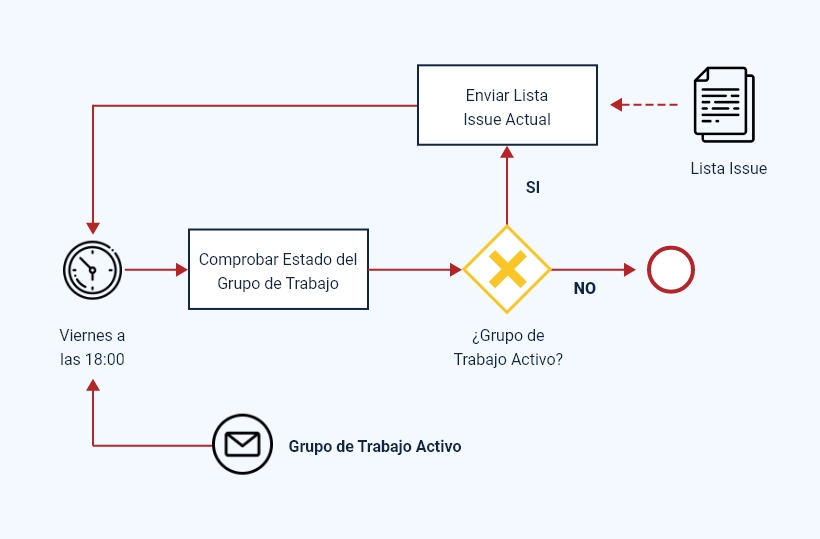 Enviar Lista
Issue Actual
Lista Issue
SI
Comprobar Estado del
Grupo de Trabajo
NO
Viernes a
las 18:00
¿Grupo de
Trabajo Activo?
Grupo de Trabajo Activo